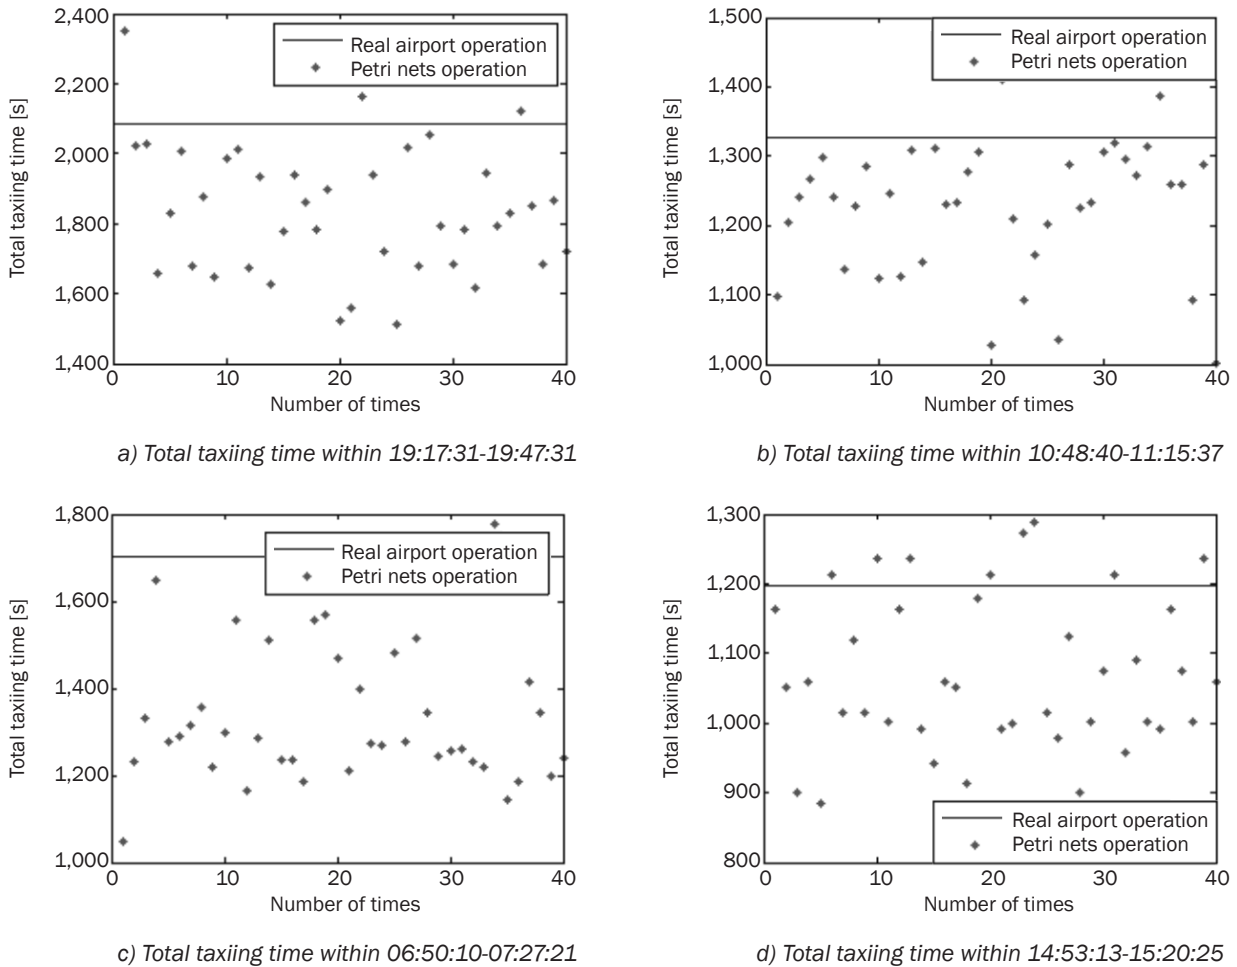 2,400
2,200
2,000
1,800
1,600
1,400
0
10
20
30
40
Total taxiing time [s]
Number of times
Real airport operation
Petri nets operation
a) Total taxiing time within 19:17:31-19:47:31
1,500
1,400
1,300
1,200
1,100
1,000
0
10
20
30
40
Total taxiing time [s]
Number of times
Real airport operation
Petri nets operation
b) Total taxiing time within 10:48:40-11:15:37
1,800
1,600
1,400
1,200
1,000
0
10
20
30
40
Total taxiing time [s]
Number of times
Real airport operation
Petri nets operation
c) Total taxiing time within 06:50:10-07:27:21
1,300
1,200
1,100
1,000
900
800
0
10
20
30
40
Total taxiing time [s]
Number of times
Real airport operation
Petri nets operation
d) Total taxiing time within 14:53:13-15:20:25